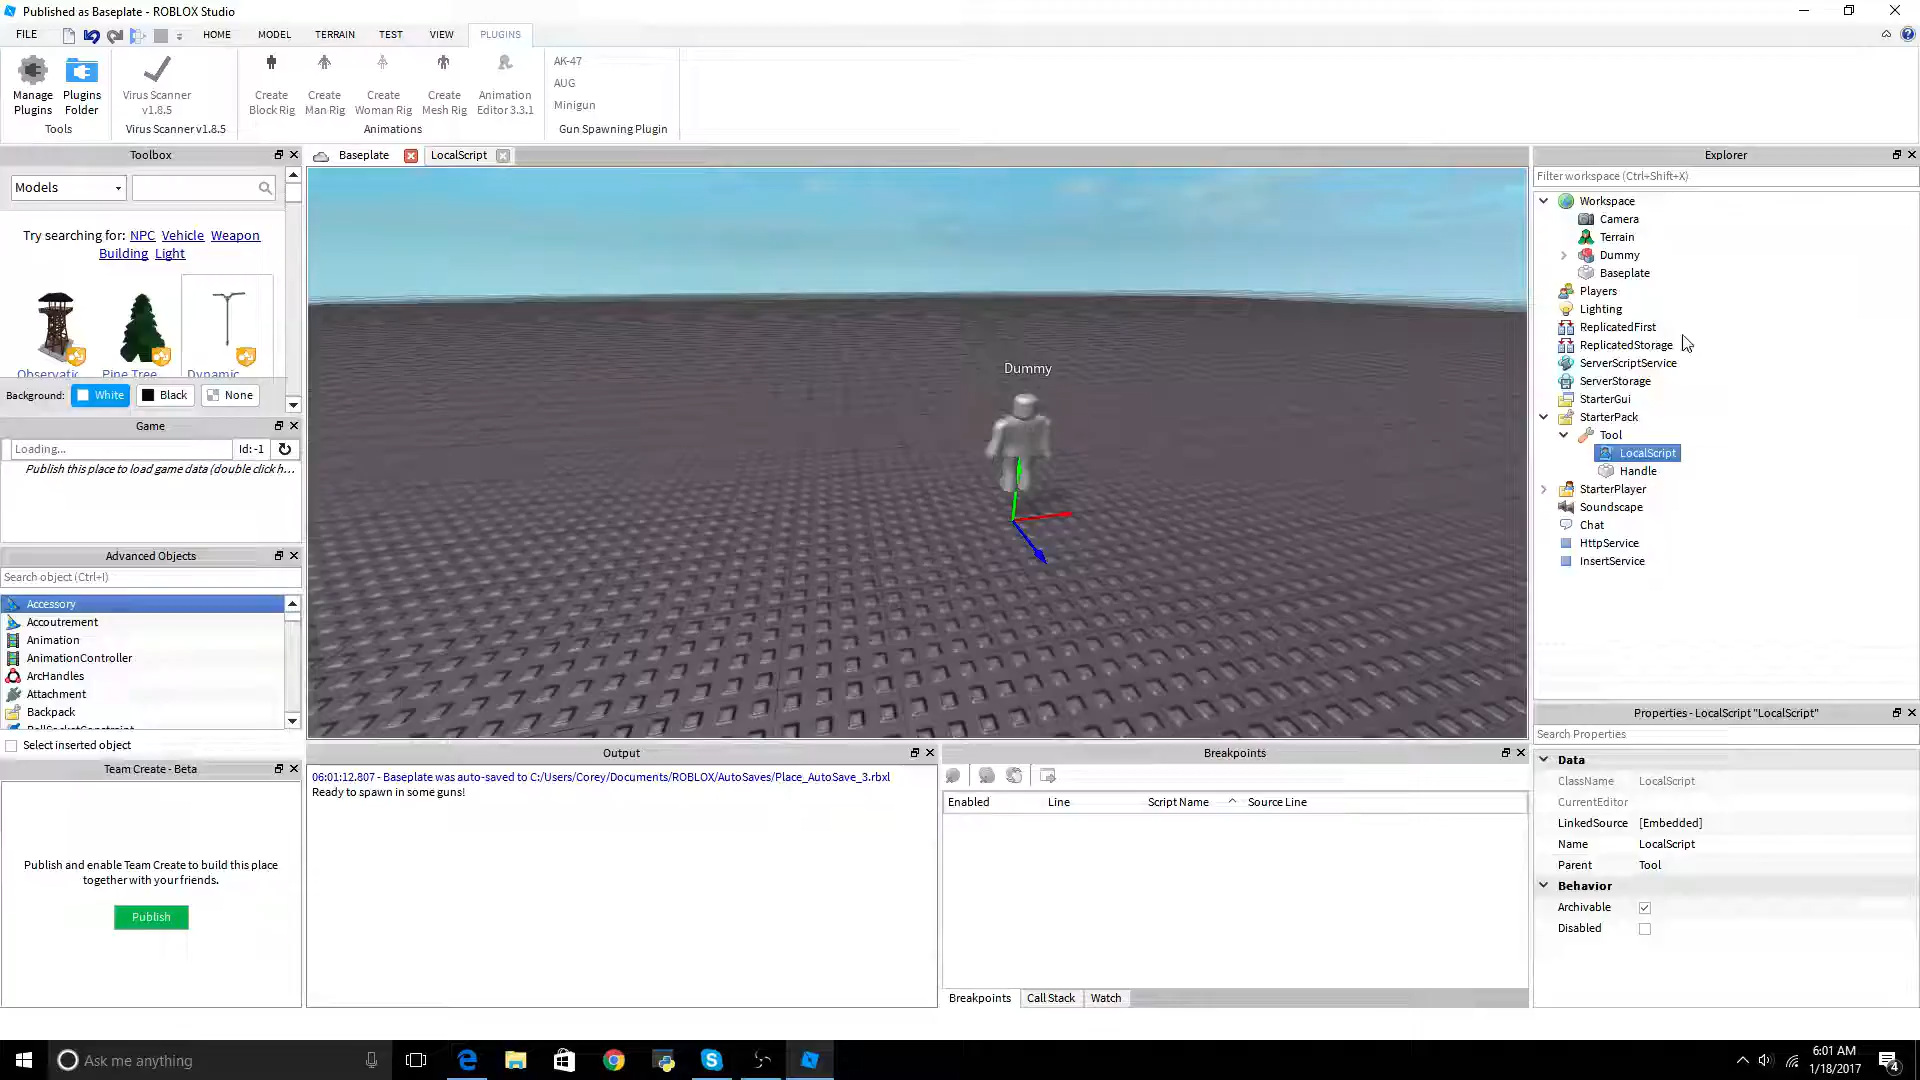 Published as Baseplate - ROBLOX Studio
FILE
HOME
MODEL
TERRAIN
TEST
VIEW
PLUGINS
Manage Plugins
Plugins Folder
Tools
Virus Scanner v1.8.5
Virus Scanner v1.8.5
Create Block Rig
Create Man Rig
Create Woman Rig
Create Mesh Rig
Animation Editor 3.3.1
Animations
AK-47
AUG
Minigun
Gun Spawning Plugin
Toolbox
Models
Try searching for: NPC Vehicle Weapon
Building Light
Observatic
Pine Tree
Dynamic
Background: White Black None
Game
Loading...
Id: -1
Publish this place to load game data (double click h...
Advanced Objects
Search object (Ctrl+I)
Accessory
Accoutrement
Animation
AnimationController
ArcHandles
Attachment
Backpack
BallSocketConstraint
Select inserted object
Team Create - Beta
Publish and enable Team Create to build this place
together with your friends.
Publish
Baseplate
LocalScript
Dummy
Output
06:01:12.807 - Baseplate was auto-saved to C:/Users/Corey/Documents/ROBLOX/AutoSaves/Place_AutoSave_3.rbxl
Ready to spawn in some guns!
Breakpoints
Enabled
Line
Script Name
Source Line
Breakpoints
Call Stack
Watch
Explorer
Filter workspace (Ctrl+Shift+X)
Workspace
Camera
Terrain
Dummy
Baseplate
Players
Lighting
ReplicatedFirst
ReplicatedStorage
ServerScriptService
ServerStorage
StarterGui
StarterPack
Tool
LocalScript
Handle
StarterPlayer
Soundscape
Chat
HttpService
InsertService
Properties - LocalScript "LocalScript"
Search Properties
Data
ClassName LocalScript
CurrentEditor
LinkedSource [Embedded]
Name LocalScript
Parent Tool
Behavior
Archivable
Disabled
Ask me anything
6:01 AM
1/18/2017
4